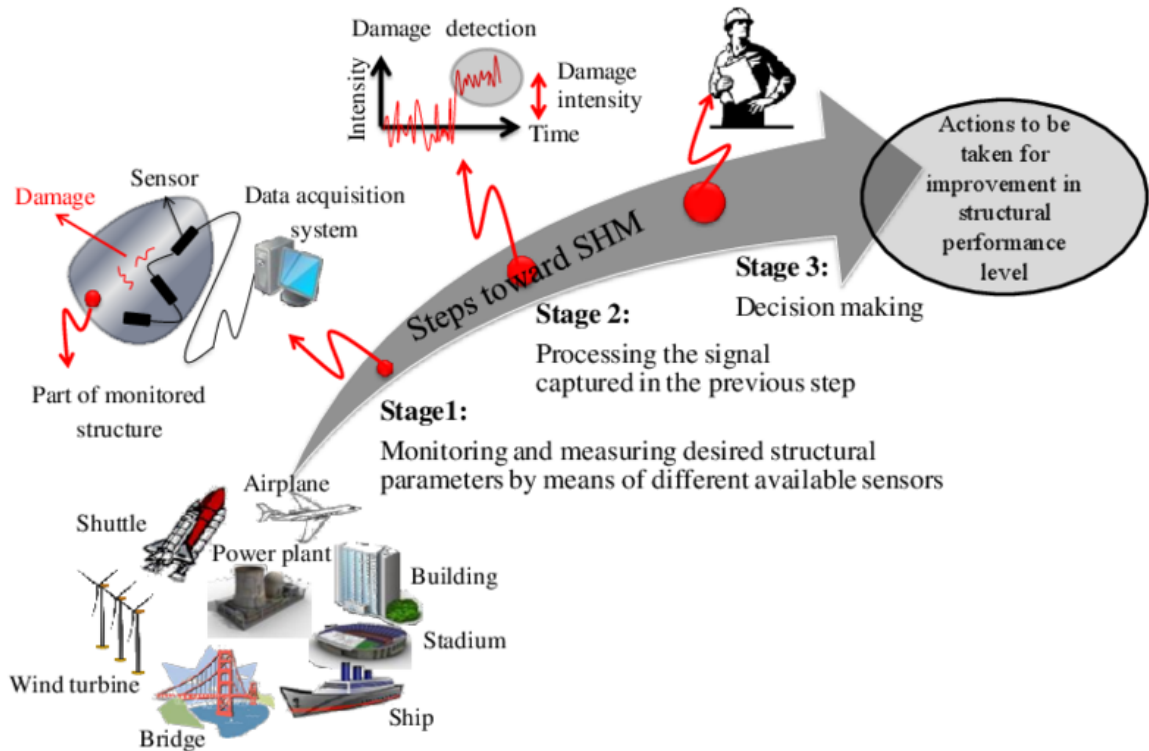 Damage detection
Intensity
Time
Damage
intensity
Sensor
Damage
Data acquisition
system
Part of monitored
structure
Steps toward SHM
Actions to be
taken for
improvement in
structural
performance
level
Stage 3:
Decision making
Stage 2:
Processing the signal
captured in the previous step
Stage1:
Monitoring and measuring desired structural
parameters by means of different available sensors
Airplane
Shuttle
Power plant
Building
Stadium
Wind turbine
Ship
Bridge